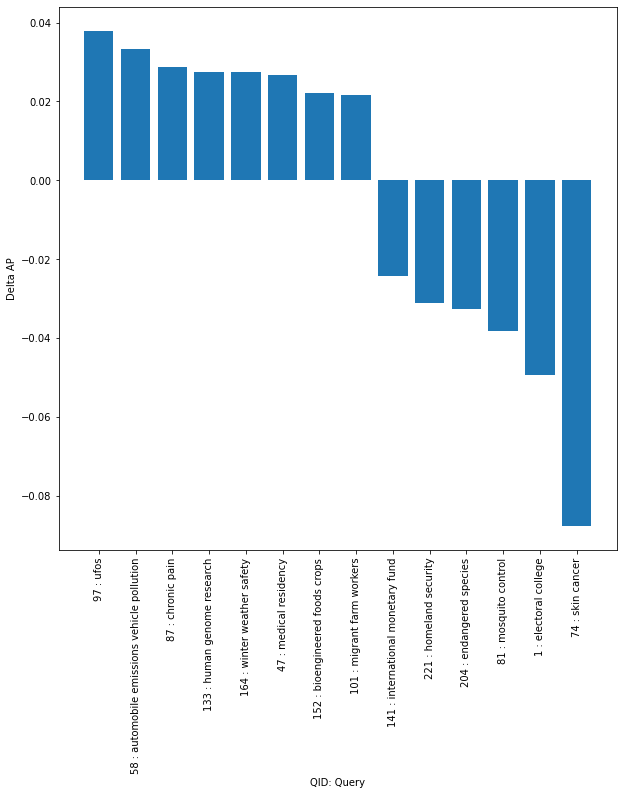 0.04
0.02
0.00
−0.02
−0.04
−0.06
−0.08
Delta AP
97 : ufos
58 : automobile emissions vehicle pollution
87 : chronic pain
133 : human genome research
164 : winter weather safety
47 : medical residency
152 : bioengineered foods crops
101 : migrant farm workers
141 : international monetary fund
221 : homeland security
204 : endangered species
81 : mosquito control
1 : electoral college
74 : skin cancer
QID: Query